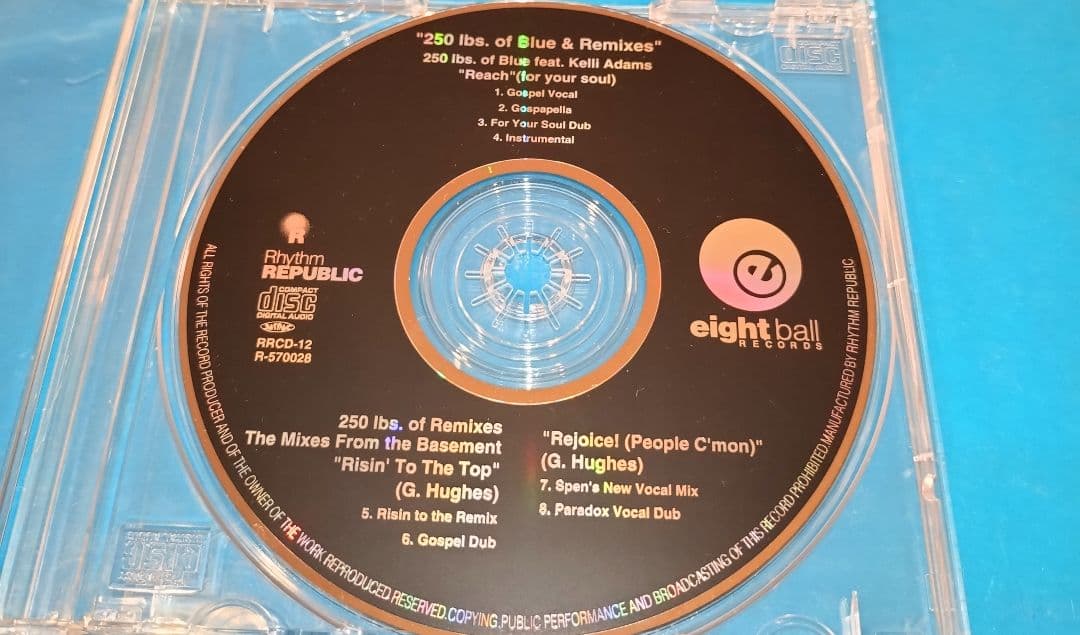 "250 lbs. of Blue & Remixes"
250 lbs. of Blue feat. Kelli Adams
"Reach"(for your soul)
1. Gospel Vocal
2. Gospapella
3. For Your Soul Dub
4. Instrumental
R
Rhythm
REPUBLIC
COMPACT
disc
DIGITAL AUDIO
RRCD-12
R-570028
e
eight ball
RECORDS
250 lbs. of Remixes
The Mixes From the Basement
"Risin' To The Top"
(G. Hughes)
5. Risin to the Remix
6. Gospel Dub
"Rejoice! (People C'mon)"
(G. Hughes)
7. Spen's New Vocal Mix
8. Paradox Vocal Dub
ALL RIGHTS OF THE RECORD PRODUCER AND OF THE OWNER OF THE WORK REPRODUCED RESERVED.COPYING,PUBLIC PERFORMANCE AND BROADCASTING OF THIS RECORD PROHIBITED.MANUFACTURED BY RHYTHM REPUBLIC
COMPACT
disc
DIGITAL AUDIO
disc